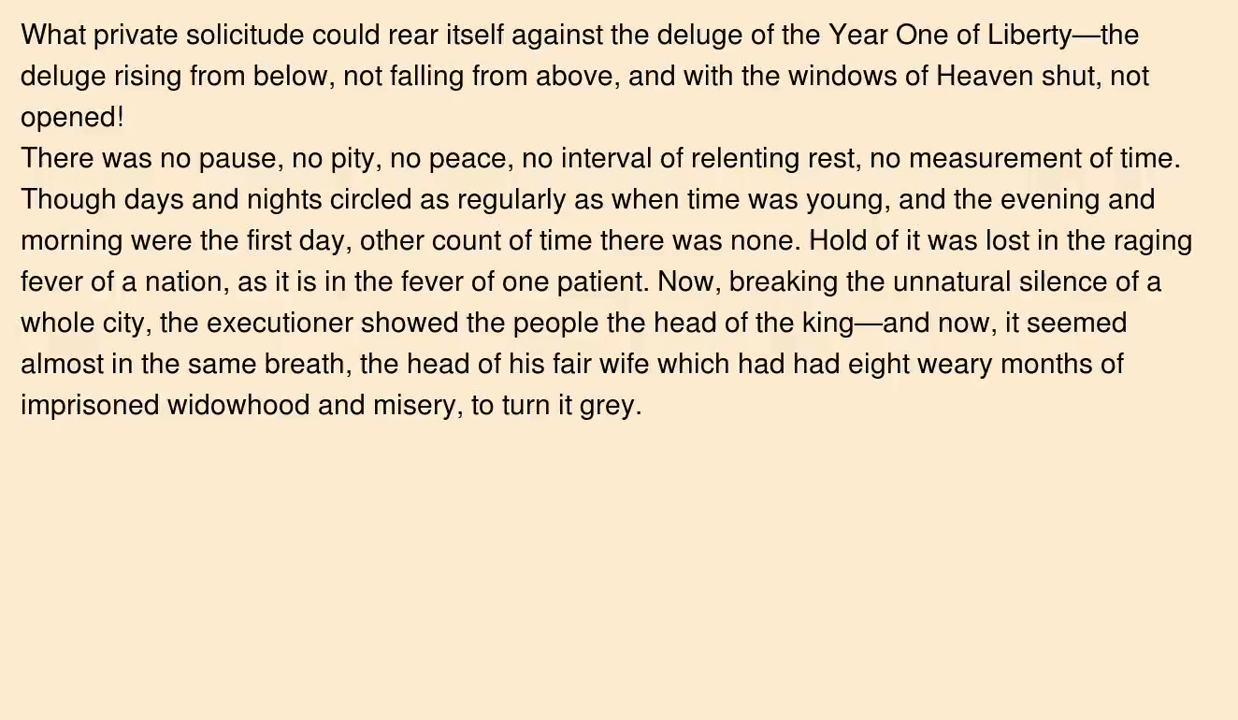 What private solicitude could rear itself against the deluge of the Year One of Liberty—the
deluge rising from below, not falling from above, and with the windows of Heaven shut, not
opened!
There was no pause, no pity, no peace, no interval of relenting rest, no measurement of time.
Though days and nights circled as regularly as when time was young, and the evening and
morning were the first day, other count of time there was none. Hold of it was lost in the raging
fever of a nation, as it is in the fever of one patient. Now, breaking the unnatural silence of a
whole city, the executioner showed the people the head of the king—and now, it seemed
almost in the same breath, the head of his fair wife which had had eight weary months of
imprisoned widowhood and misery, to turn it grey.